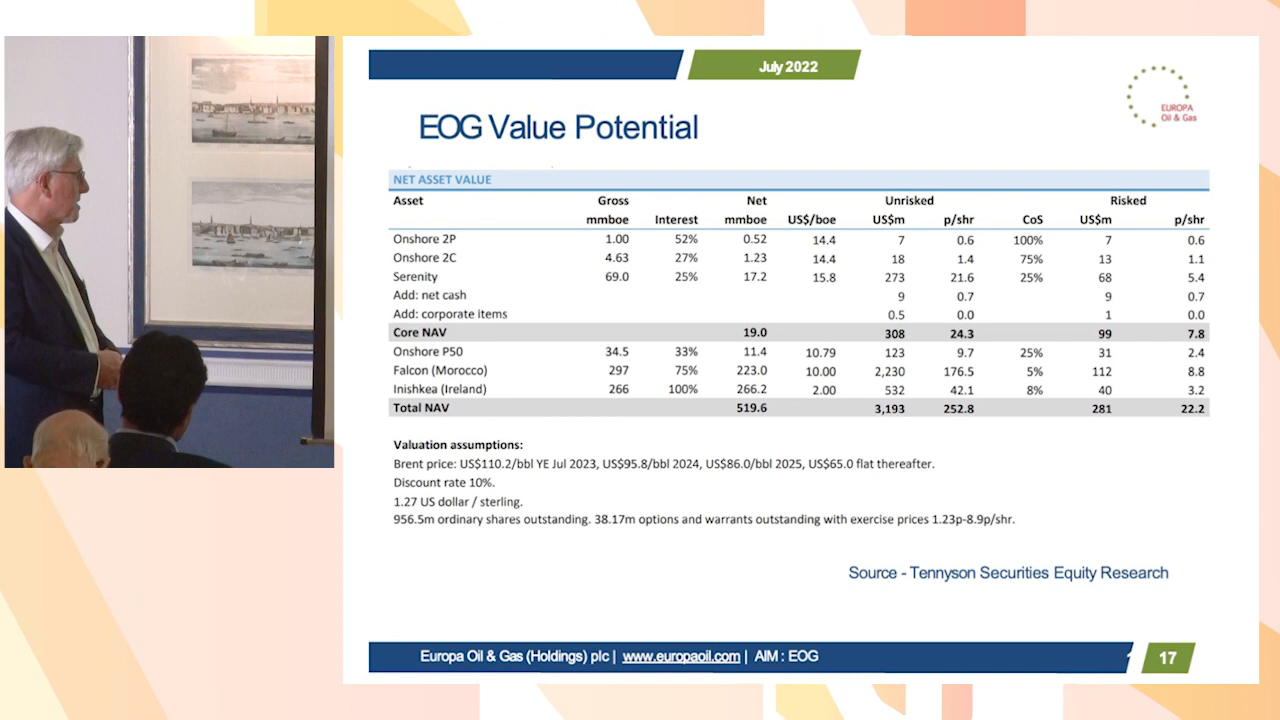 July 2022
EUROPA
Oil & Gas
EOG Value Potential
NET ASSET VALUE
Asset Gross Net Unrisked Risked
mmboe Interest mmboe US$/boe US$m p/shr CoS US$m p/shr
Onshore 2P 1.00 52% 0.52 14.4 7 0.6 100% 7 0.6
Onshore 2C 4.63 27% 1.23 14.4 18 1.4 75% 13 1.1
Serenity 69.0 25% 17.2 15.8 273 21.6 25% 68 5.4
Add: net cash 9 0.7 9 0.7
Add: corporate items 0.5 0.0 1 0.0
Core NAV 19.0 308 24.3 99 7.8
Onshore P50 34.5 33% 11.4 10.79 123 9.7 25% 31 2.4
Falcon (Morocco) 297 75% 223.0 10.00 2,230 176.5 5% 112 8.8
Inishkea (Ireland) 266 100% 266.2 2.00 532 42.1 8% 40 3.2
Total NAV 519.6 3,193 252.8 281 22.2
Valuation assumptions:
Brent price: US$110.2/bbl YE Jul 2023, US$95.8/bbl 2024, US$86.0/bbl 2025, US$65.0 flat thereafter.
Discount rate 10%.
1.27 US dollar / sterling.
956.5m ordinary shares outstanding. 38.17m options and warrants outstanding with exercise prices 1.23p-8.9p/shr.
Source - Tennyson Securities Equity Research
Europa Oil & Gas (Holdings) plc | www.europaoil.com | AIM : EOG
17